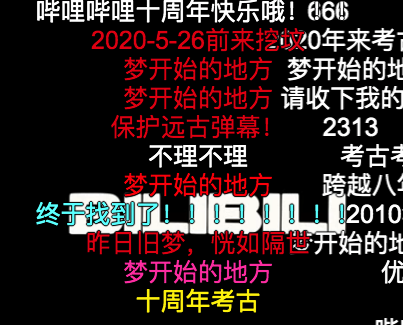 哔哩哔哩十周年快乐哦！666
2020-5-26前来挖坟 2020年来考古
梦开始的地方 梦开始的地
梦开始的地方 请收下我的
保护远古弹幕！ 2313
不理不理 考古考
梦开始的地方 跨越八年
终于找到了！！！！！！！！ 2010
BILIBILI
昨日旧梦，恍如隔世 梦开始的地
梦开始的地方 优
十周年考古
哔